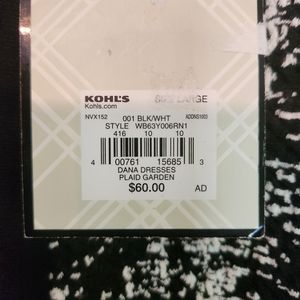 KOHL'S SIZE LARGE
Kohls.com
NVX152 001 BLK/WHT ADDNS1003
STYLE WB63Y006RN1
416 10 10
4 00761 15685 3
DANA DRESSES
PLAID GARDEN
$60.00 AD